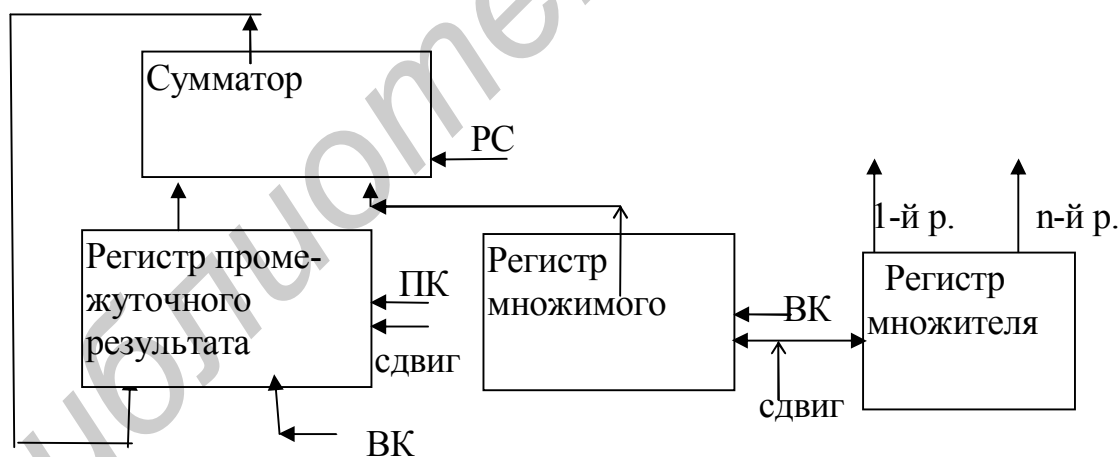 Сумматор
РС
1-й р.
n-й р.
Регистр проме-
жуточного
результата
ПК
сдвиг
ВК
Регистр
множимого
ВК
сдвиг
Регистр
множителя